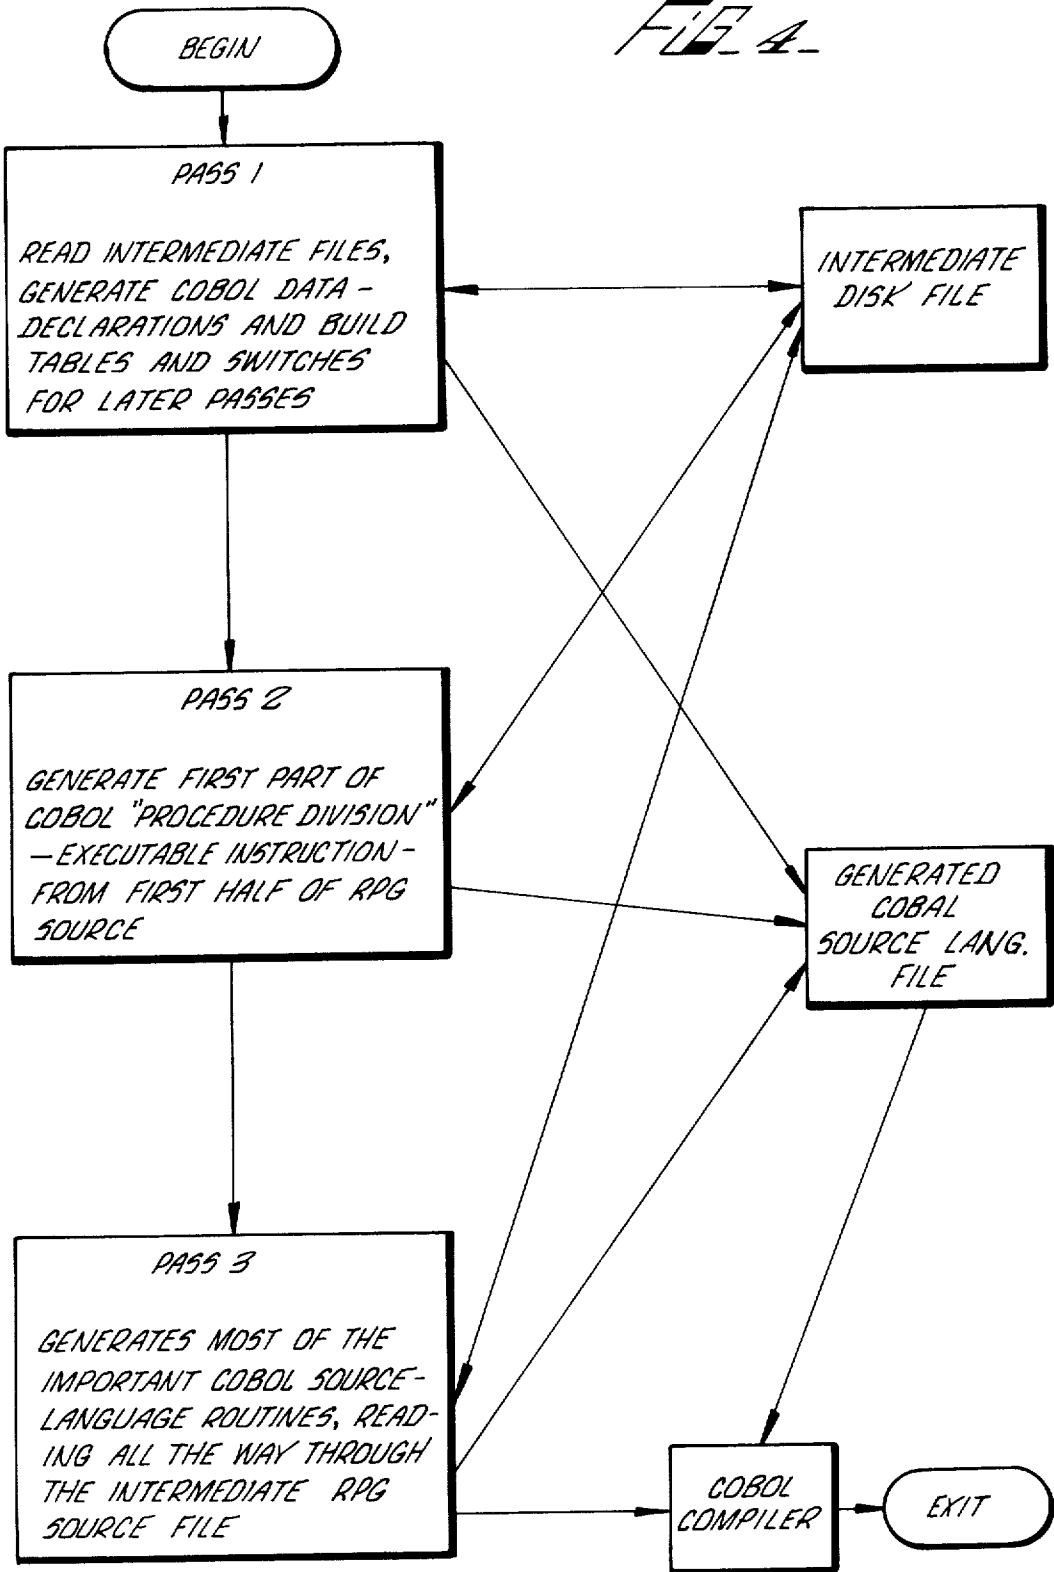 FIG. 4.
BEGIN
PASS 1
READ INTERMEDIATE FILES,
GENERATE COBOL DATA -
DECLARATIONS AND BUILD
TABLES AND SWITCHES
FOR LATER PASSES
INTERMEDIATE
DISK FILE
PASS 2
GENERATE FIRST PART OF
COBOL "PROCEDURE DIVISION"
— EXECUTABLE INSTRUCTION -
FROM FIRST HALF OF RPG
SOURCE
GENERATED
COBAL
SOURCE LANG.
FILE
PASS 3
GENERATES MOST OF THE
IMPORTANT COBOL SOURCE-
LANGUAGE ROUTINES, READ-
ING ALL THE WAY THROUGH
THE INTERMEDIATE RPG
SOURCE FILE
COBOL
COMPILER
EXIT